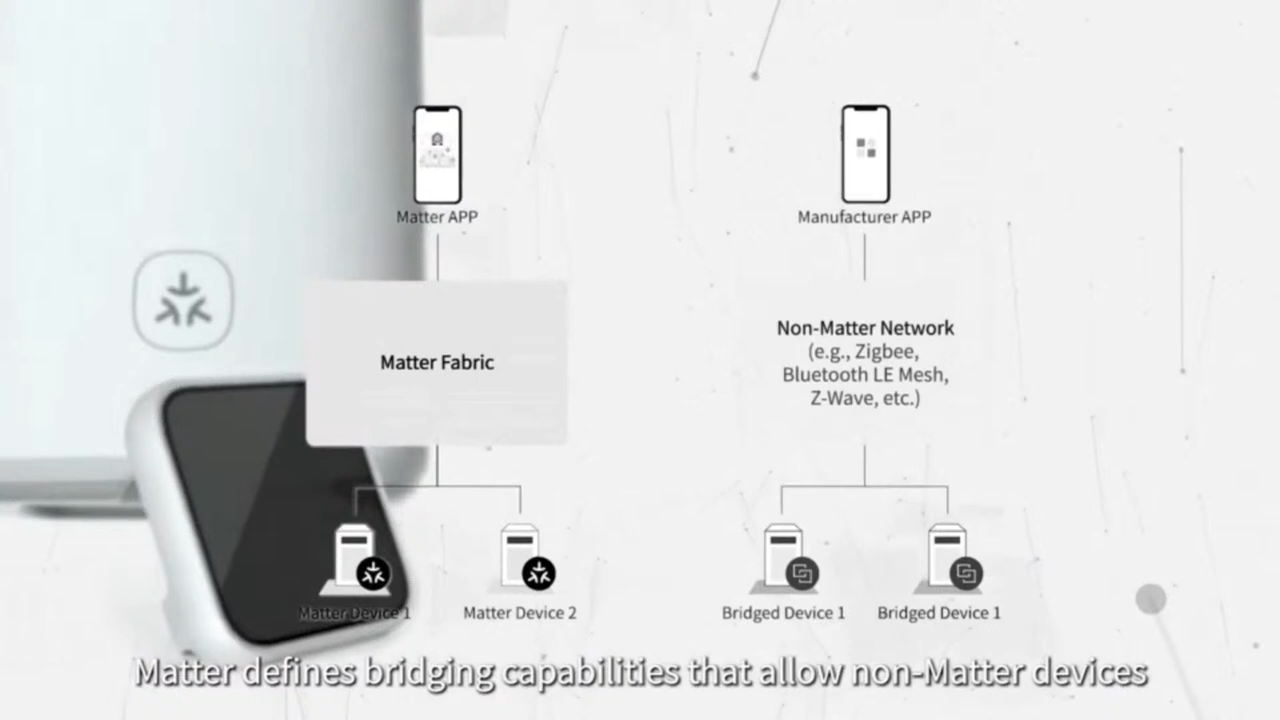 Matter APP
Manufacturer APP
Matter Fabric
Non-Matter Network
(e.g., Zigbee,
Bluetooth LE Mesh,
Z-Wave, etc.)
Matter Device 1
Matter Device 2
Bridged Device 1
Bridged Device 1
Matter defines bridging capabilities that allow non-Matter devices